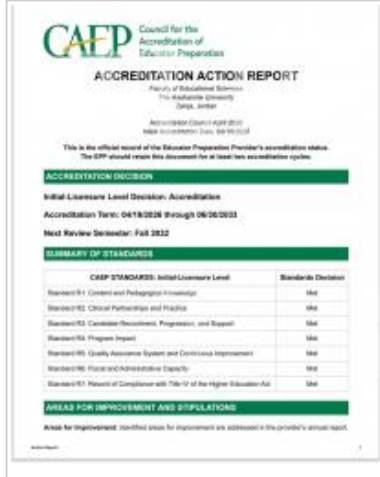 CAEP
Council for the
Accreditation of
Educator Preparation
ACCREDITATION ACTION REPORT
Faculty of Educational Sciences
The Hashemite University
Zarqa, Jordan
Accreditation Council April
Initial Accreditation Date:
This is the official record of the Educator Preparation Provider's accreditation status.
The EPP should retain this document for at least two accreditation cycles.
ACCREDITATION DECISION
Initial-Licensure Level Decision: Accreditation
Accreditation Term: through
Next Review Semester: Fall 2032
SUMMARY OF STANDARDS
CAEP STANDARDS: Initial-Licensure Level Standards Decision
Standard R1: Content and Pedagogical Knowledge Met
Standard R2: Clinical Partnerships and Practice Met
Standard R3: Candidate Recruitment, Progression, and Support Met
Standard R4: Program Impact Met
Standard R5: Quality Assurance System and Continuous Improvement Met
Standard R6: Fiscal and Administrative Capacity Met
Standard R7: Record of Compliance with Title IV of the Higher Education Act Met
AREAS FOR IMPROVEMENT AND STIPULATIONS
Areas for Improvement: Identified areas for improvement are addressed in the provider's annual report.
1